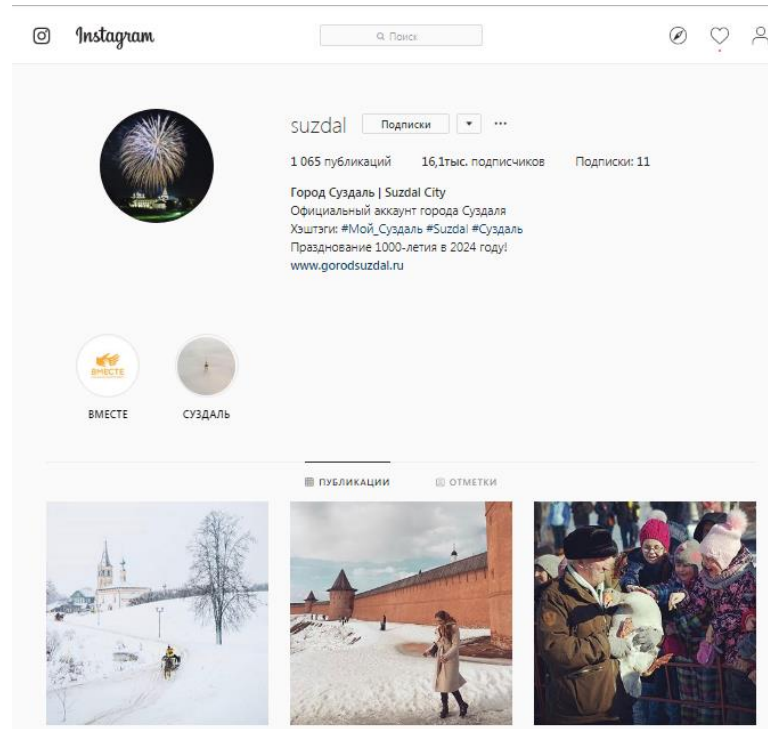 Instagram
Поиск
suzdal Подписки
1 065 публикаций 16,1тыс. подписчиков Подписки: 11
Город Суздаль | Suzdal City
Официальный аккаунт города Суздаля
Хэштэги: #Мой_Суздаль #Suzdal #Суздаль
Празднование 1000-летия в 2024 году!
www.gorodsuzdal.ru
ВМЕСТЕ
ВМЕСТЕ СУЗДАЛЬ
ПУБЛИКАЦИИ ОТМЕТКИ